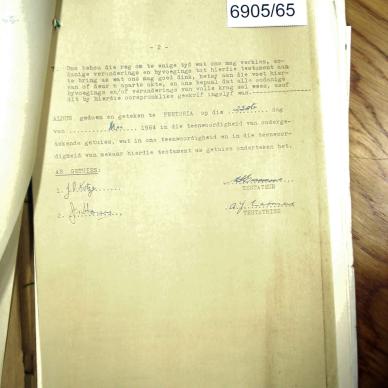 6905/65
- 2 -
Ons behou die reg om te enige tyd wat ons mag verkies, so-
danige veranderings en byvoegings tot hierdie testament aan
te bring as wat ons mag goed dink, hetsy aan die voet hier-
van of deur 'n aparte akte, en ons bepaal dat alle sodanige
byvoegings en/of veranderings van volle krag sal wees, asof
dit by hierdie oorspronklike geskrif ingelyf was.
ALDUS gedoen en geteken te PRETORIA op die dag
van Mei 1964 in die teenwoordigheid van onderge-
tekende getuies, wat in ons teenwoordigheid en in die teenwoor-
digheid van mekaar hierdie testament as getuies onderteken het.
AS GETUIES:
1. J.P. Kotze
TESTATEUR
2.
A.J.
TESTATRISE